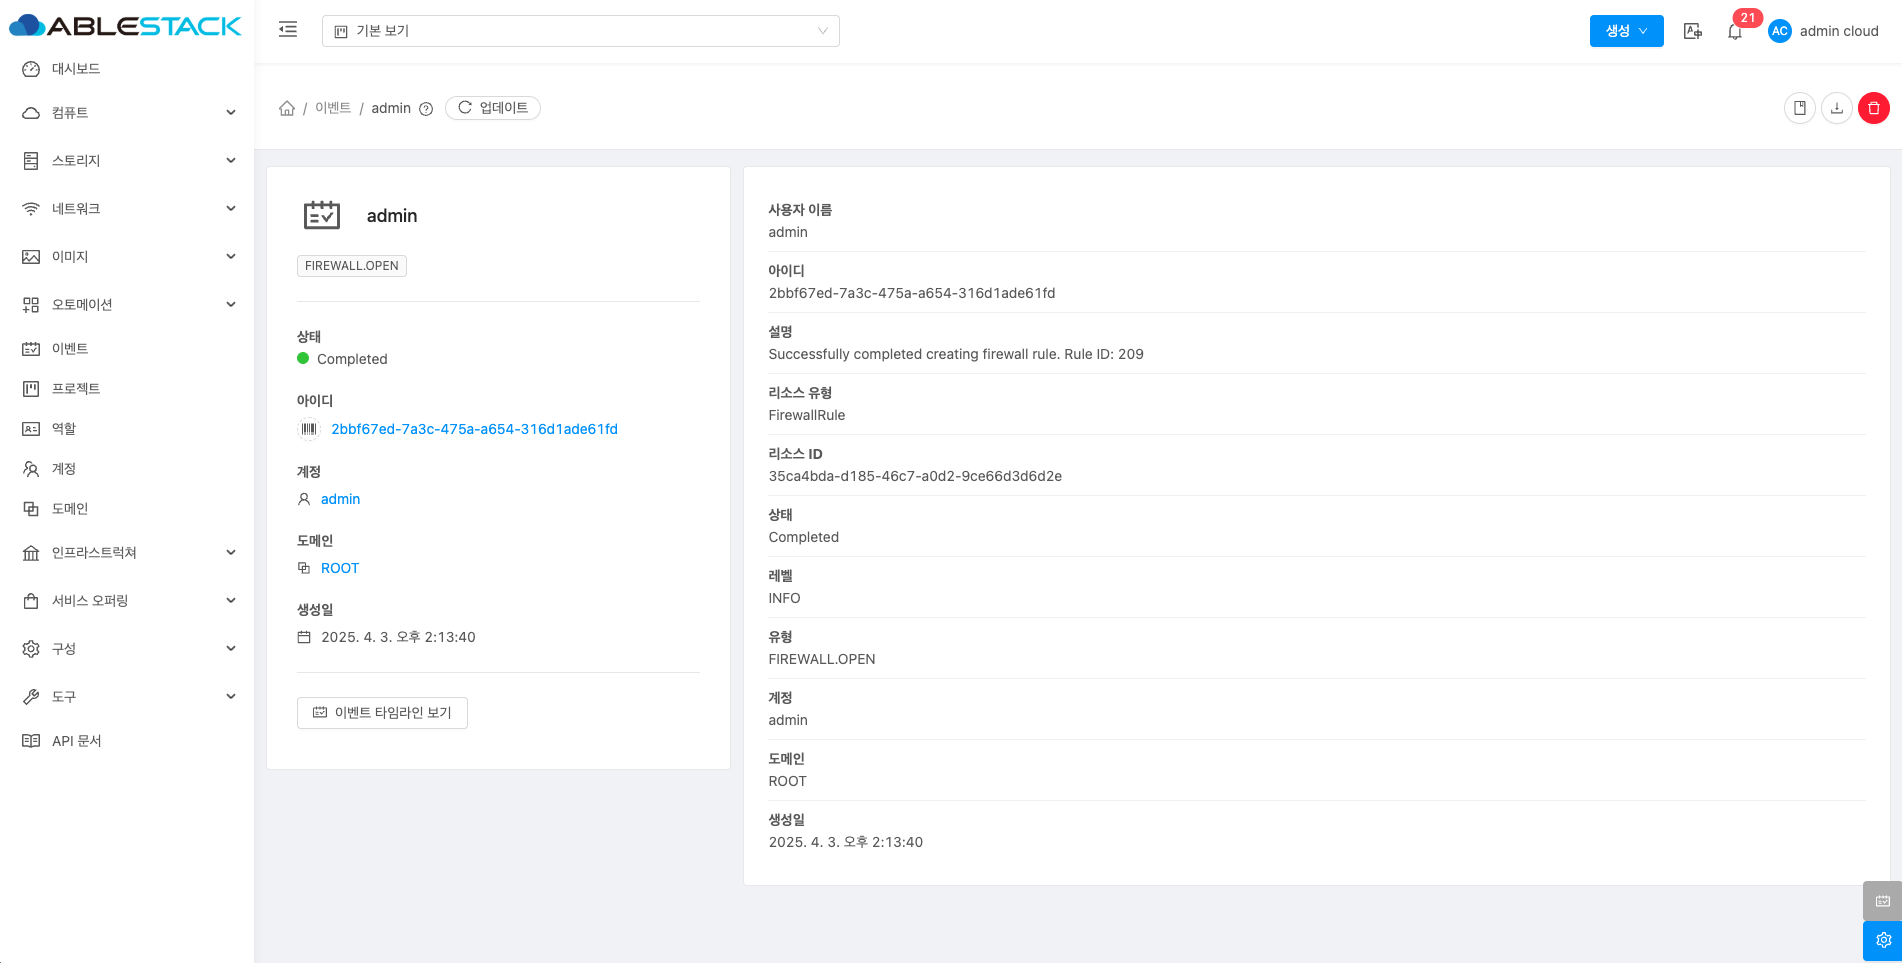 ABLESTACK
기본 보기
생성
21
AC
admin cloud
대시보드
컴퓨트
스토리지
네트워크
이미지
오토메이션
이벤트
프로젝트
역할
계정
도메인
인프라스트럭쳐
서비스 오퍼링
구성
도구
API 문서
/ 이벤트 / admin
업데이트
admin
FIREWALL.OPEN
상태
Completed
아이디
2bbf67ed-7a3c-475a-a654-316d1ade61fd
계정
admin
도메인
ROOT
생성일
2025. 4. 3. 오후 2:13:40
이벤트 타임라인 보기
사용자 이름
admin
아이디
2bbf67ed-7a3c-475a-a654-316d1ade61fd
설명
Successfully completed creating firewall rule. Rule ID: 209
리소스 유형
FirewallRule
리소스 ID
35ca4bda-d185-46c7-a0d2-9ce66d3d6d2e
상태
Completed
레벨
INFO
유형
FIREWALL.OPEN
계정
admin
도메인
ROOT
생성일
2025. 4. 3. 오후 2:13:40